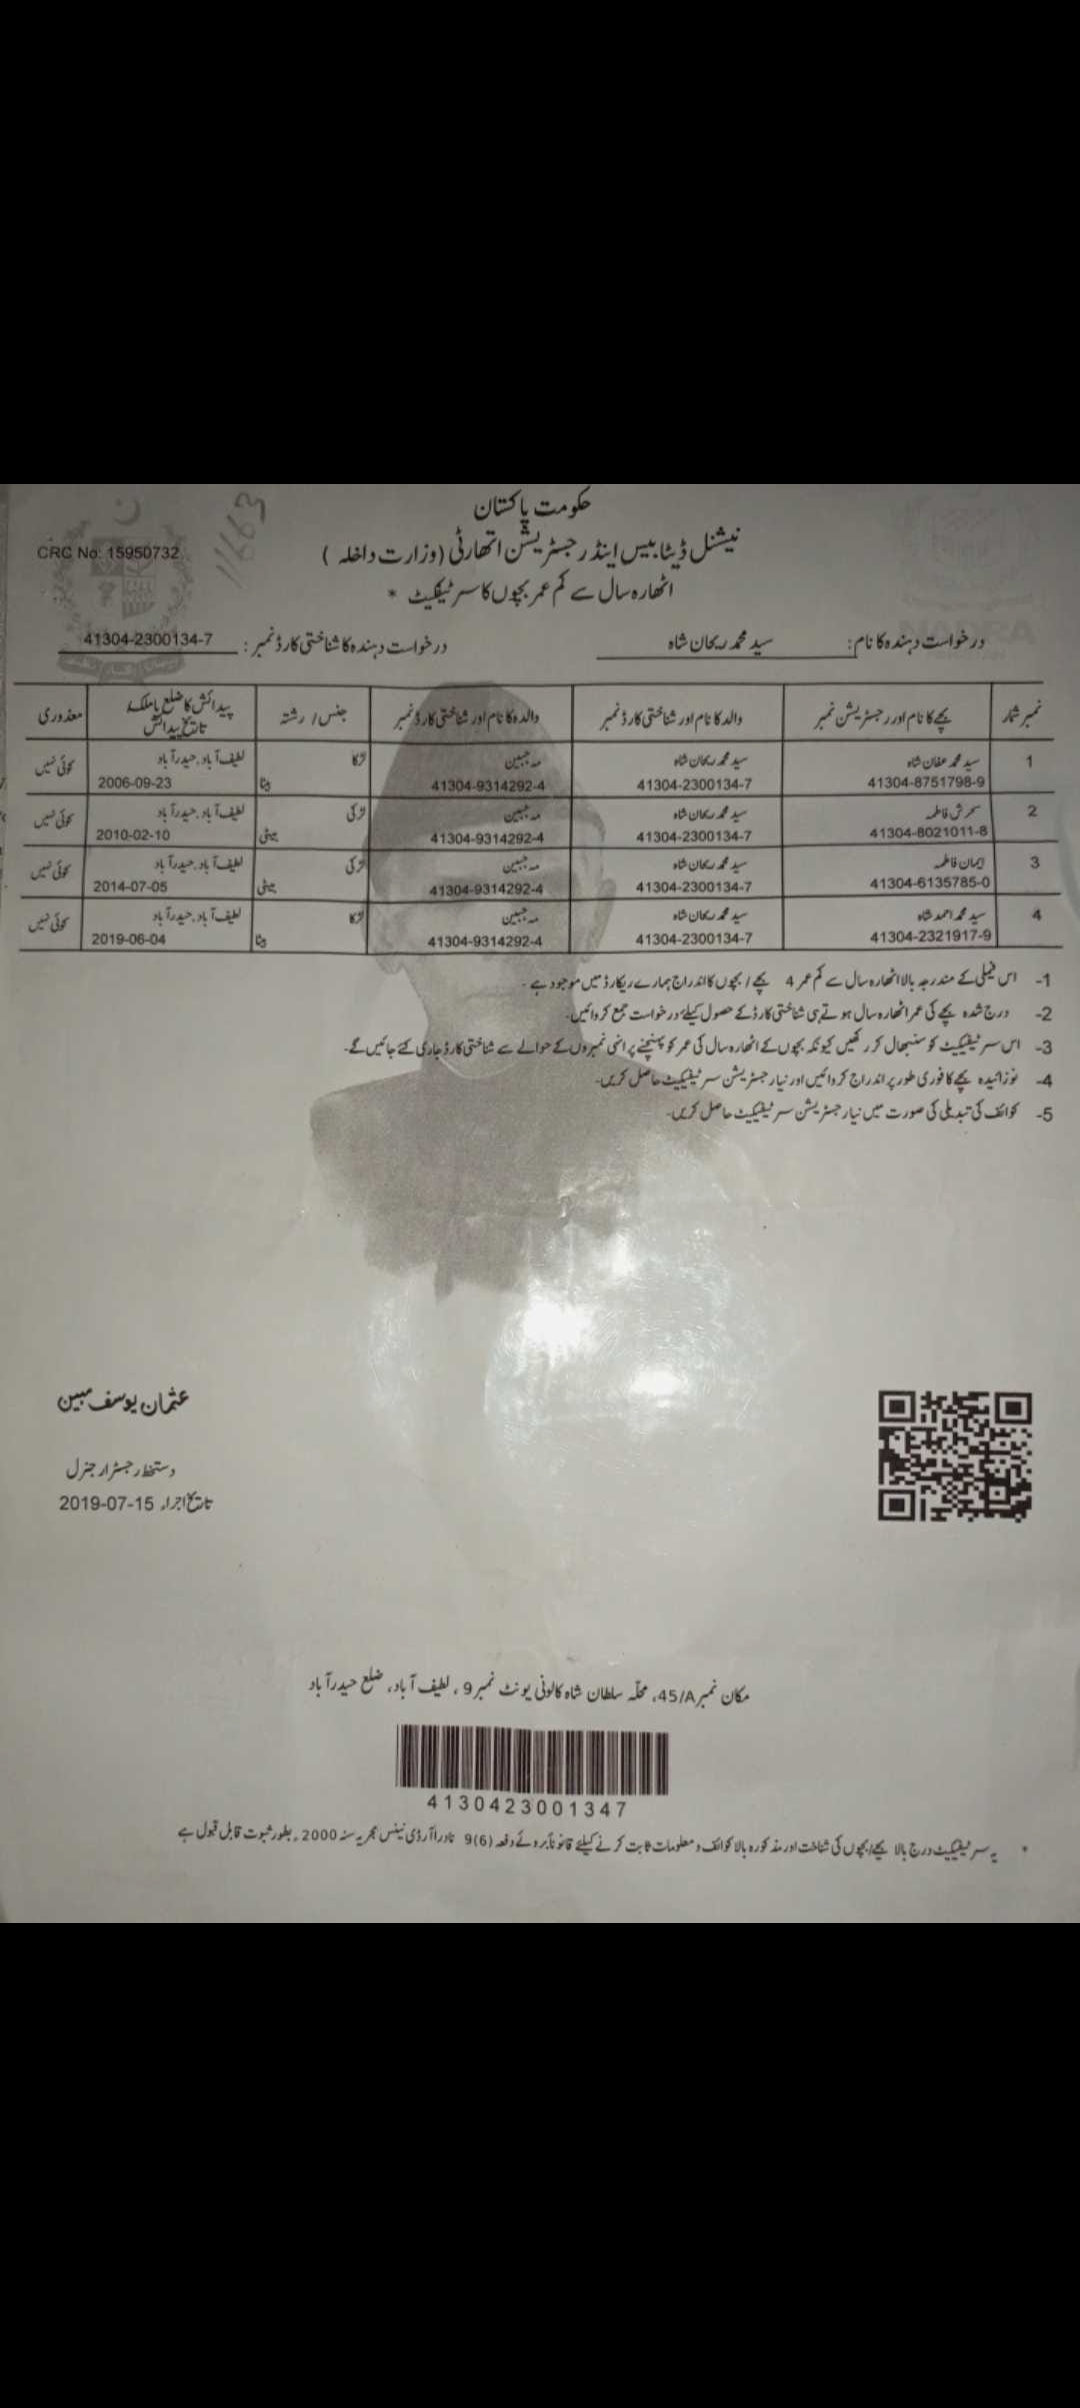 حکومت پاکستان
نیشنل ڈیٹا بیس اینڈ رجسٹریشن اتھارٹی (وزارت داخلہ)
CRC No: 15950732
11663
اٹھارہ سال سے کم عمر بچوں کا سرٹیفکیٹ *
درخواست دہندہ کا نام: سید محمد ریحان شاہ درخواست دہندہ کا شناختی کارڈ نمبر: 41304-2300134-7
نمبر شمار بچے کا نام اور رجسٹریشن نمبر والد کا نام اور شناختی کارڈ نمبر والدہ کا نام اور شناختی کارڈ نمبر جنس / رشتہ پیدائش کا ضلع یا ملک، تاریخ پیدائش معذوری
1 سید محمد عفان شاہ سید محمد ریحان شاہ مہ جبین لڑکا لطیف آباد، حیدرآباد کوئی نہیں
41304-8751798-9 41304-2300134-7 41304-9314292-4 بیٹا 2006-09-23
2 سحرش فاطمہ سید محمد ریحان شاہ مہ جبین لڑکی لطیف آباد، حیدرآباد کوئی نہیں
41304-8021011-8 41304-2300134-7 41304-9314292-4 بیٹی 2010-02-10
3 ایمان فاطمہ سید محمد ریحان شاہ مہ جبین لڑکی لطیف آباد، حیدرآباد کوئی نہیں
41304-6135785-0 41304-2300134-7 41304-9314292-4 بیٹی 2014-07-05
4 سید محمد احمد شاہ سید محمد ریحان شاہ مہ جبین لڑکا لطیف آباد، حیدرآباد کوئی نہیں
41304-2321917-9 41304-2300134-7 41304-9314292-4 بیٹا 2019-06-04
1- اس فیملی کے مندرجہ بالا اٹھارہ سال سے کم عمر 4 بچے / بچوں کا اندراج ہمارے ریکارڈ میں موجود ہے۔
2- درج شدہ بچے کی عمر اٹھارہ سال ہوتے ہی شناختی کارڈ کے حصول کیلئے درخواست جمع کروائیں۔
3- اس سرٹیفیکیٹ کو سنبھال کر رکھیں کیونکہ بچوں کے اٹھارہ سال کی عمر کو پہنچنے پر انہی نمبروں کے حوالے سے شناختی کارڈ جاری کئے جائیں گے۔
4- نوزائیدہ بچے کا فوری طور پر اندراج کروائیں اور نیا رجسٹریشن سرٹیفیکیٹ حاصل کریں۔
5- کوائف کی تبدیلی کی صورت میں نیا رجسٹریشن سرٹیفیکیٹ حاصل کریں۔
عثمان یوسف مبین
دستخط رجسٹرار جنرل
تاریخ اجراء 2019-07-15
مکان نمبر 45/A، محلہ سلطان شاہ کالونی یونٹ نمبر 9، لطیف آباد، ضلع حیدرآباد
4130423001347
* یہ سرٹیفیکیٹ درج بالا بچے/بچوں کی شناخت اور مذکورہ بالا کوائف و معلومات ثابت کرنے کیلئے قانوناً بروئے دفعہ 9(6) نادرا آرڈی نینس مجریہ سنہ 2000، بطور ثبوت قابل قبول ہے